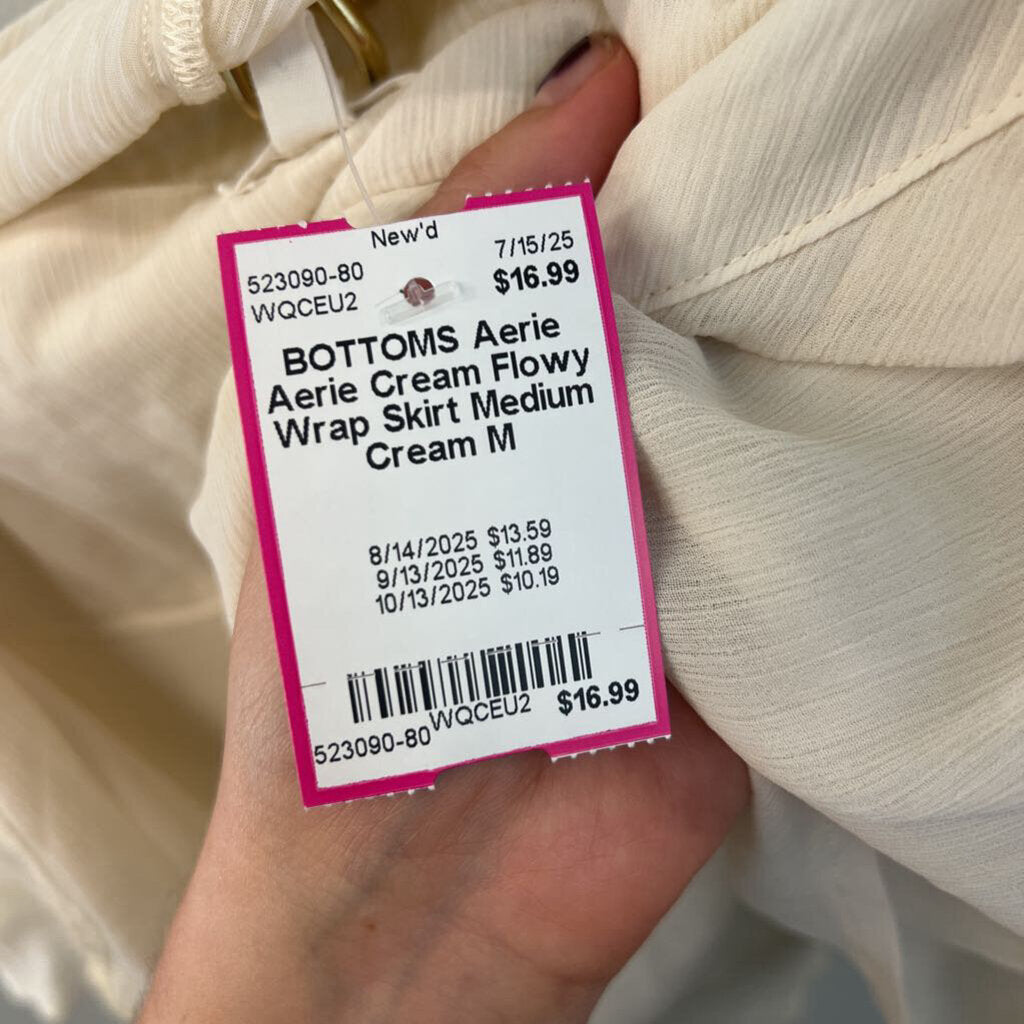 New'd
523090-80
7/15/25
WQCEU2
$16.99
BOTTOMS Aerie
Aerie Cream Flowy
Wrap Skirt Medium
Cream M
8/14/2025 $13.59
9/13/2025 $11.89
10/13/2025 $10.19
523090-80
WQCEU2
$16.99